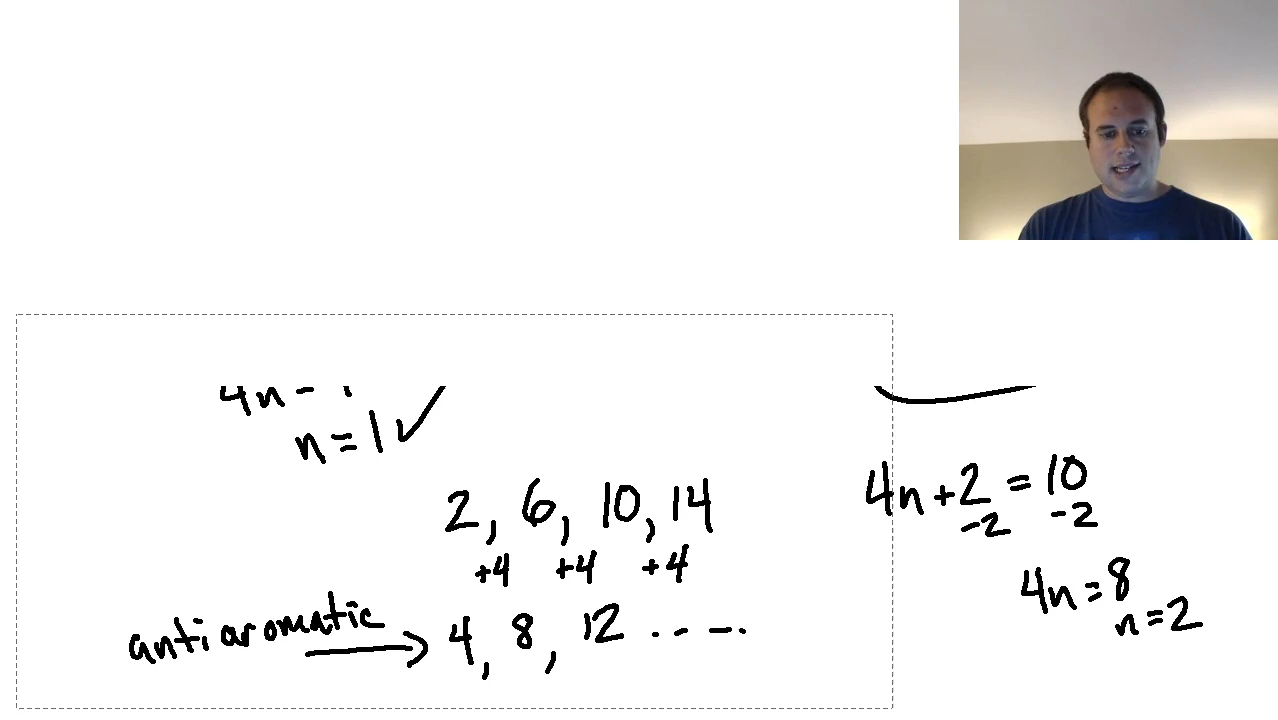 4n
n = 1 ✓
2, 6, 10, 14
+4 +4 +4
antiaromatic → 4, 8, 12 ....
4n + 2 = 10
-2 -2
4n = 8
n = 2